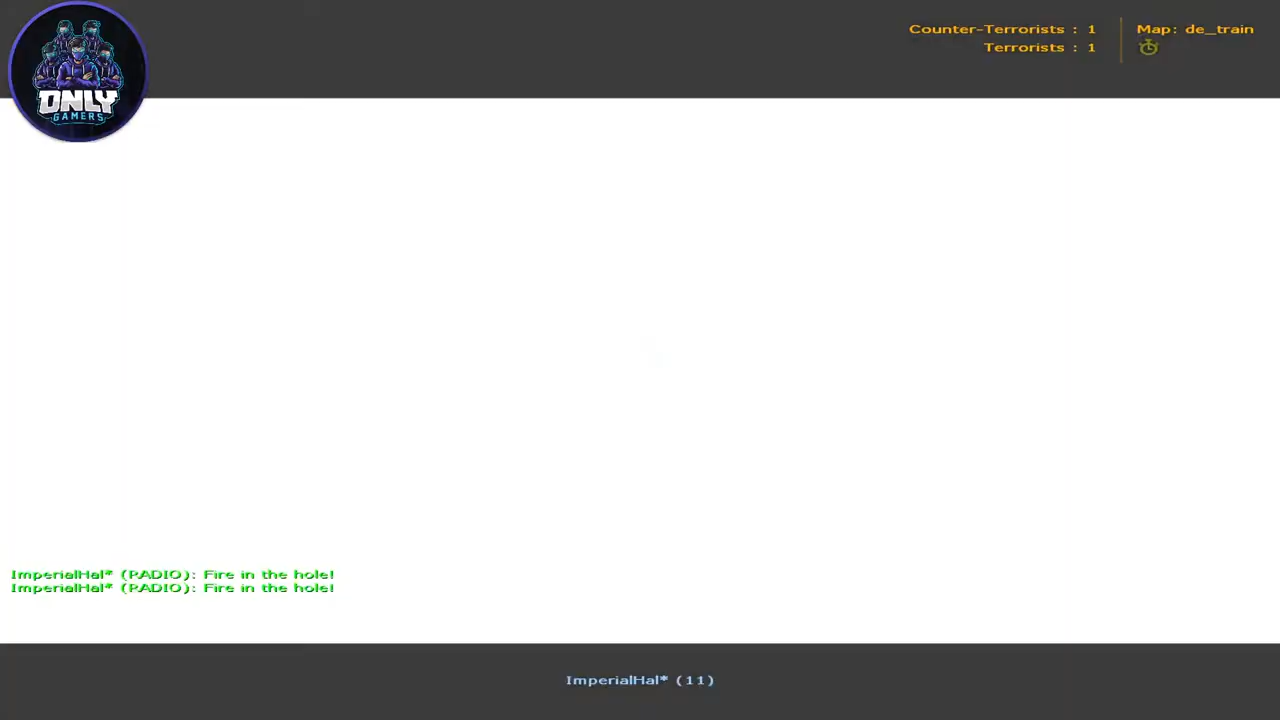 ONLY
GAMERS
Counter-Terrorists : 1
Terrorists : 1
Map: de_train
ImperialHal* (RADIO): Fire in the hole!
ImperialHal* (RADIO): Fire in the hole!
ImperialHal* (11)